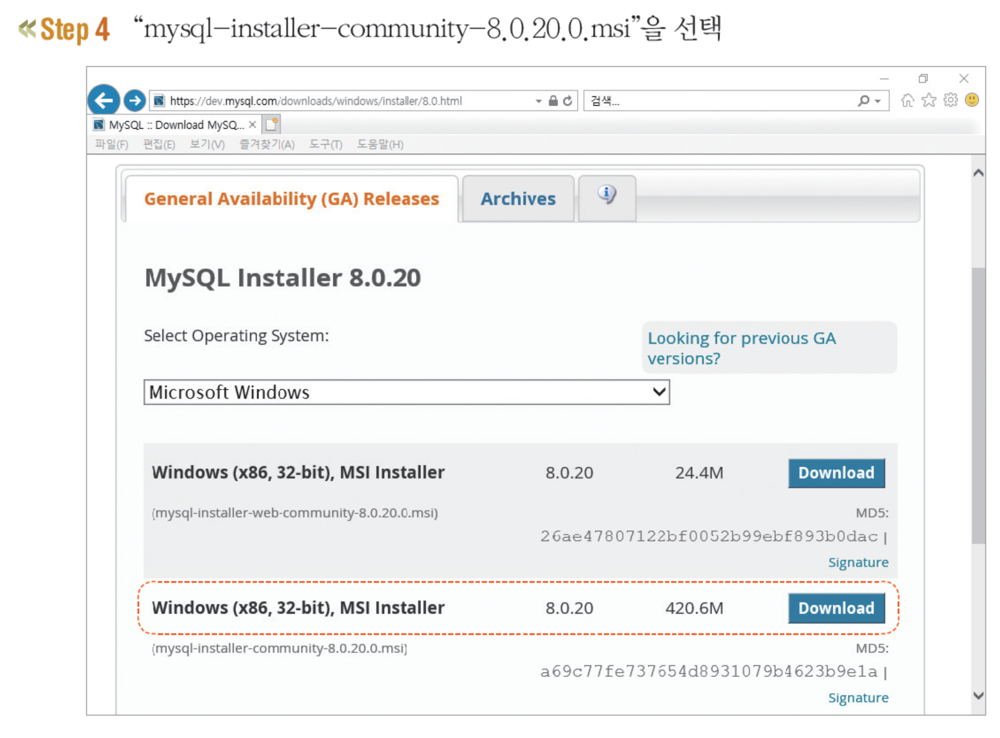 ≪Step 4 “mysql-installer-community-8.0.20.0.msi”을 선택
https://dev.mysql.com/downloads/windows/installer/8.0.html 검색...
MySQL :: Download MySQ...
파일(F) 편집(E) 보기(V) 즐겨찾기(A) 도구(T) 도움말(H)
General Availability (GA) Releases Archives
MySQL Installer 8.0.20
Select Operating System:
Looking for previous GA
versions?
Microsoft Windows
Windows (x86, 32-bit), MSI Installer 8.0.20 24.4M Download
(mysql-installer-web-community-8.0.20.0.msi) MD5:
26ae47807122bf0052b99ebf893b0dac |
Signature
Windows (x86, 32-bit), MSI Installer 8.0.20 420.6M Download
(mysql-installer-community-8.0.20.0.msi) MD5:
a69c77fe737654d8931079b4623b9e1a |
Signature